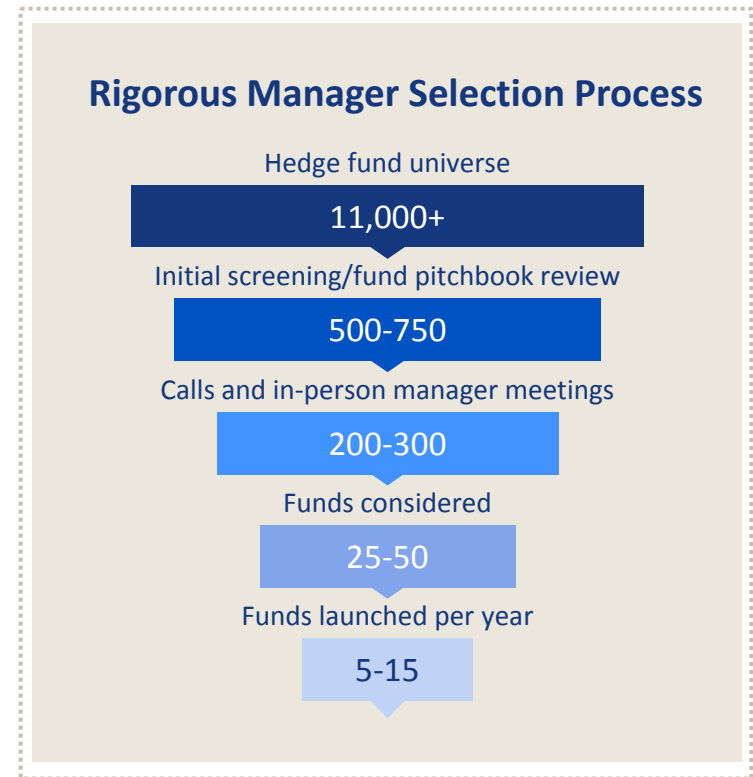 Rigorous Manager Selection Process
Hedge fund universe
11,000+
Initial screening/fund pitchbook review
500-750
Calls and in-person manager meetings
200-300
Funds considered
25-50
Funds launched per year
5-15